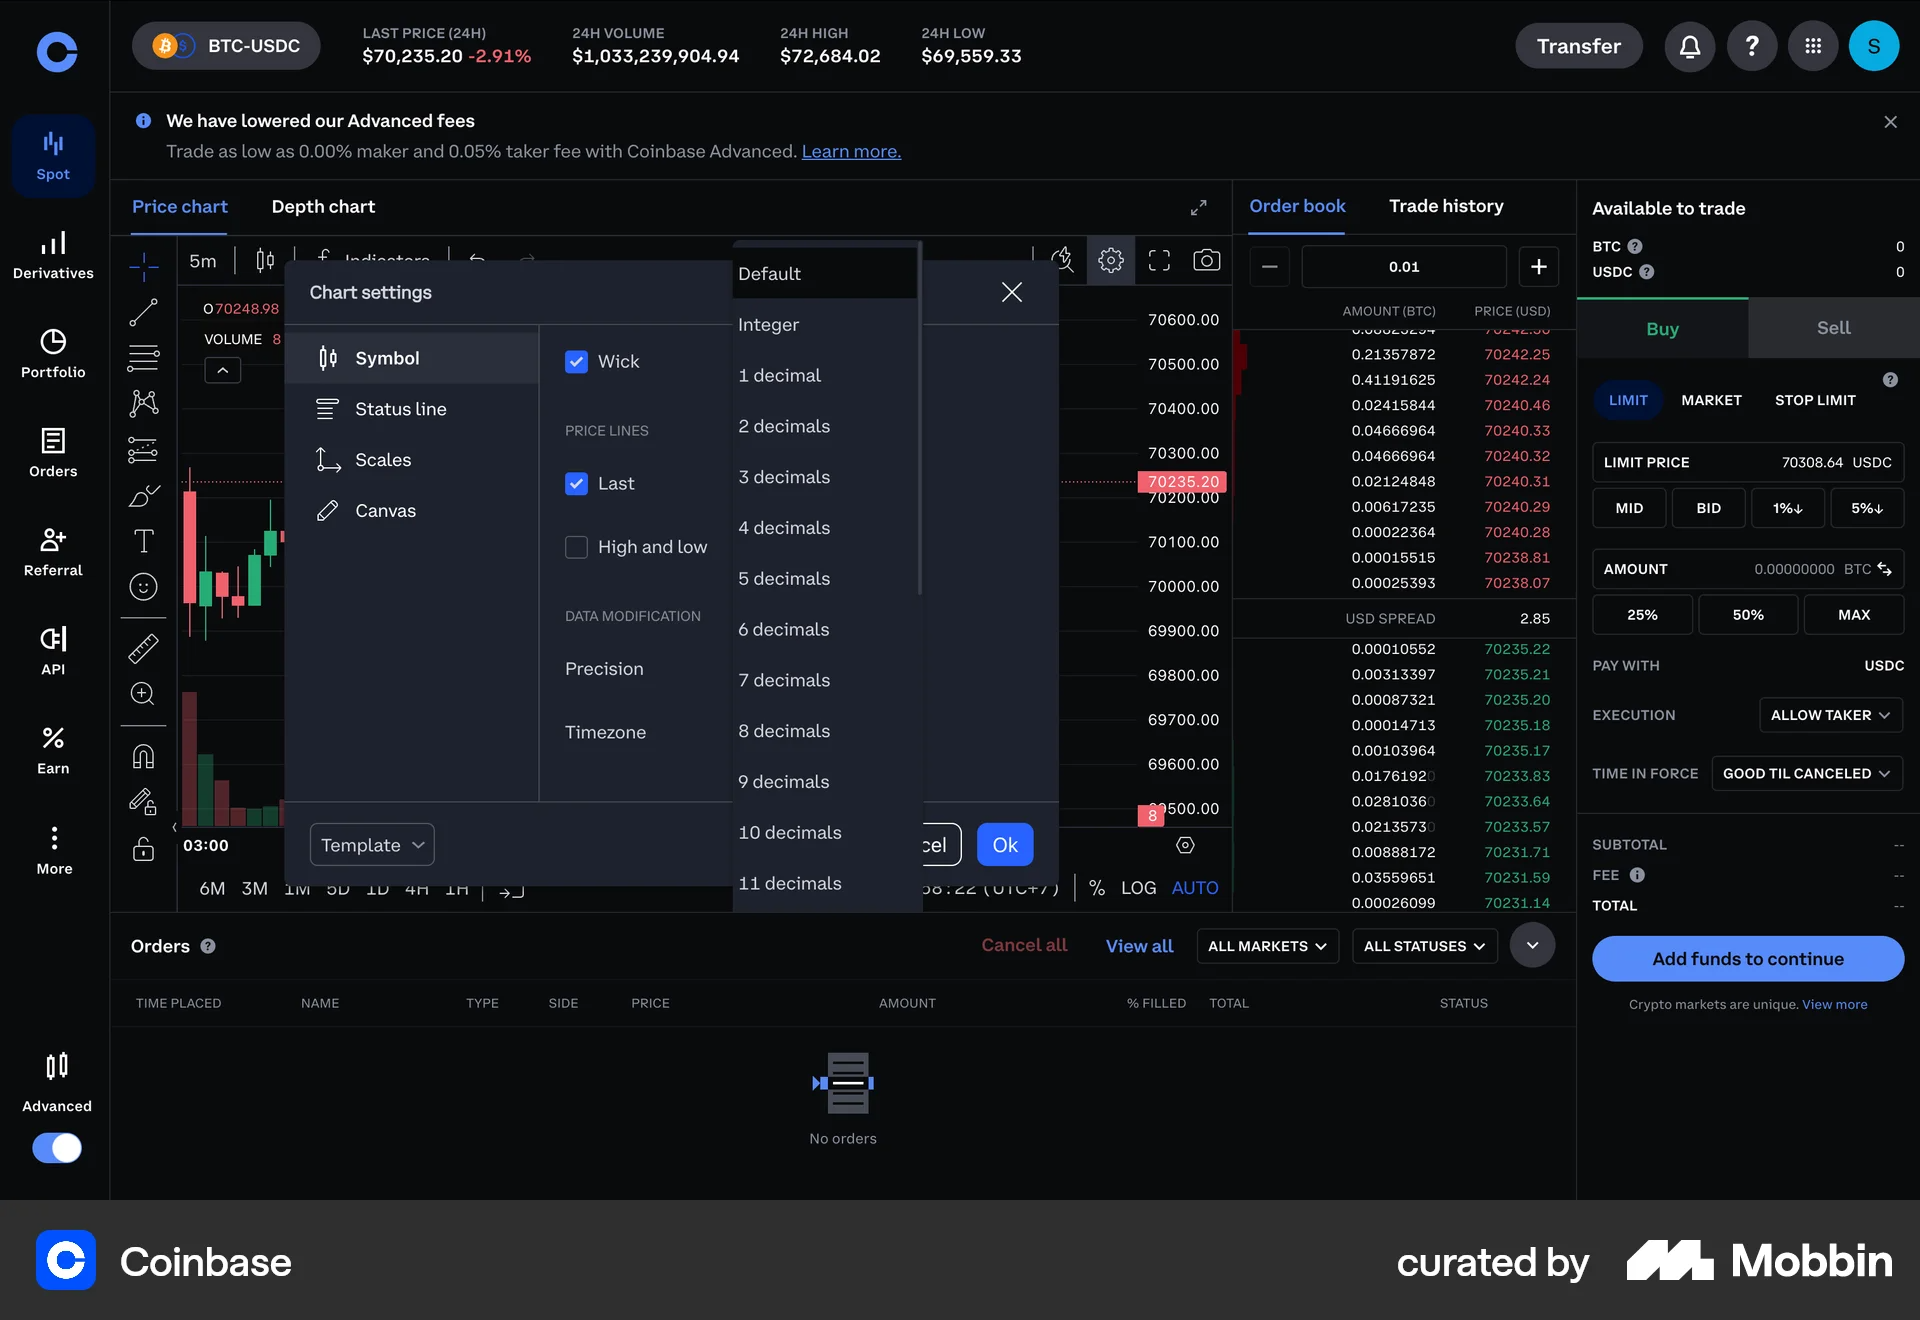 BTC-USDC
LAST PRICE (24H)
$70,235.20 -2.91%
24H VOLUME
$1,033,239,904.94
24H HIGH
$72,684.02
24H LOW
$69,559.33
Transfer
?
S
We have lowered our Advanced fees
Trade as low as 0.00% maker and 0.05% taker fee with Coinbase Advanced. Learn more.
Spot
Derivatives
Portfolio
Orders
Referral
API
Earn
More
Advanced
Price chart
Depth chart
5m
Indicators
O70248.98
VOLUME 8
Chart settings
Symbol
Status line
Scales
Canvas
Wick
PRICE LINES
Last
High and low
DATA MODIFICATION
Precision
Timezone
Template
Ok
Default
Integer
1 decimal
2 decimals
3 decimals
4 decimals
5 decimals
6 decimals
7 decimals
8 decimals
9 decimals
10 decimals
11 decimals
70600.00
70500.00
70400.00
70300.00
70235.20
70200.00
70100.00
70000.00
69900.00
69800.00
69700.00
69600.00
8
03:00
6M 3M 1M 5D 1D 4H 1H
58:22 (UTC+7)
% LOG AUTO
Order book
Trade history
0.01
AMOUNT (BTC) PRICE (USD)
0.21357872 70242.25
0.41191625 70242.24
0.02415844 70240.46
0.04666964 70240.33
0.04666964 70240.32
0.02124848 70240.31
0.00617235 70240.29
0.00022364 70240.28
0.00015515 70238.81
0.00025393 70238.07
USD SPREAD 2.85
0.00010552 70235.22
0.00313397 70235.21
0.00087321 70235.20
0.00014713 70235.18
0.00103964 70235.17
0.01761920 70233.83
0.02810360 70233.64
0.02135730 70233.57
0.00888172 70231.71
0.03559651 70231.59
0.00026099 70231.14
Available to trade
BTC ? 0
USDC ? 0
Buy
Sell
?
LIMIT
MARKET
STOP LIMIT
LIMIT PRICE 70308.64 USDC
MID
BID
1%↓
5%↓
AMOUNT 0.00000000 BTC
25%
50%
MAX
PAY WITH USDC
EXECUTION ALLOW TAKER
TIME IN FORCE GOOD TIL CANCELED
SUBTOTAL --
FEE --
TOTAL --
Add funds to continue
Crypto markets are unique. View more
Orders ?
Cancel all
View all
ALL MARKETS
ALL STATUSES
TIME PLACED NAME TYPE SIDE PRICE AMOUNT % FILLED TOTAL STATUS
No orders
Coinbase
curated by Mobbin